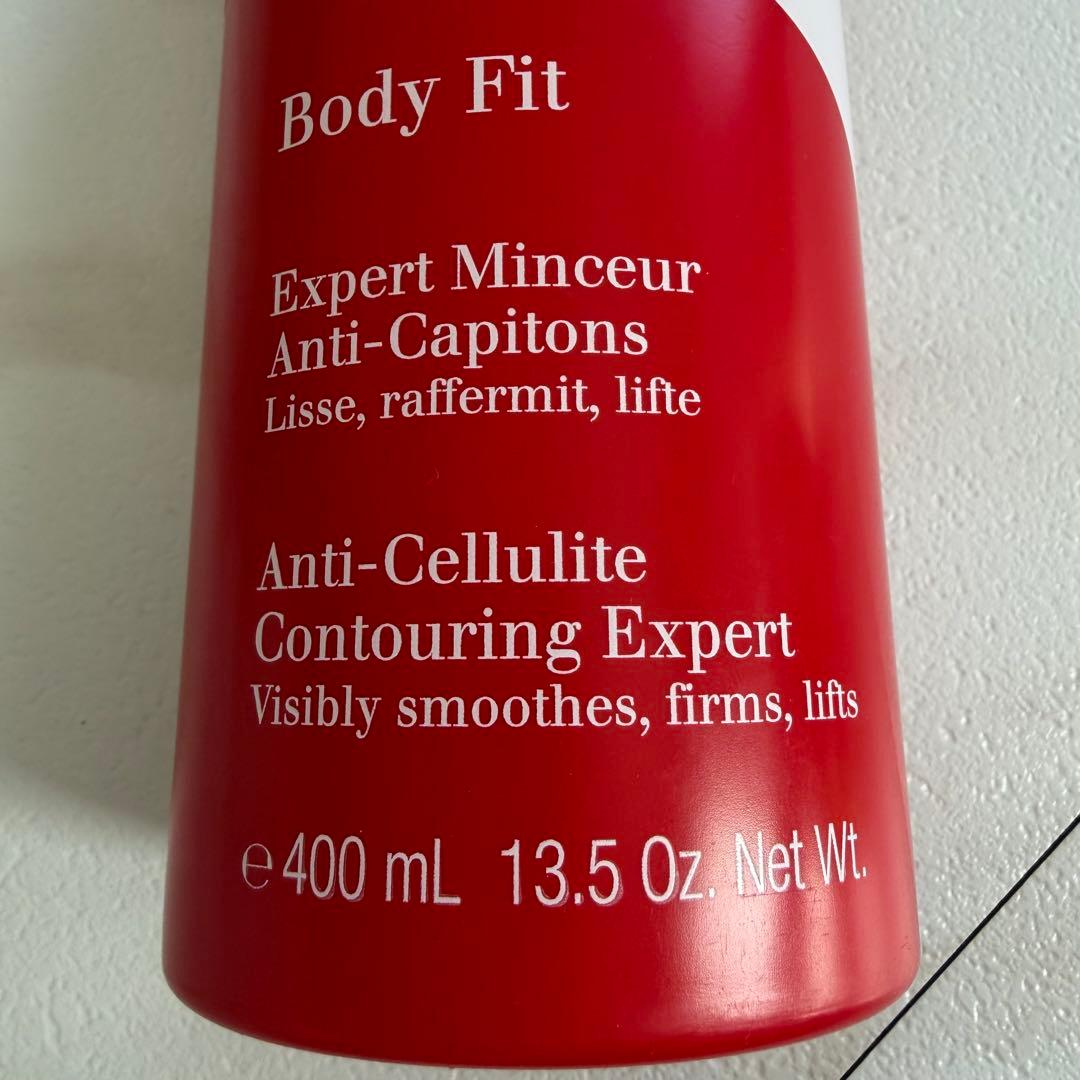 Body Fit
Expert Minceur
Anti-Capitons
Lisse, raffermit, lifte
Anti-Cellulite
Contouring Expert
Visibly smoothes, firms, lifts
℮ 400 mL 13.5 Oz. Net Wt.